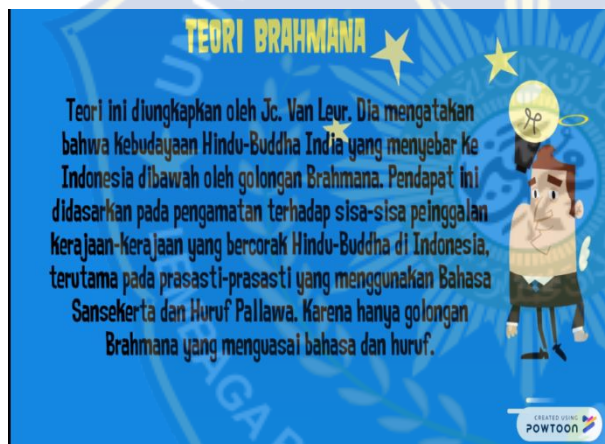 TEORI BRAHMANA
Teori ini diungkapkan oleh Jc. Van Leur. Dia mengatakan
bahwa kebudayaan Hindu-Buddha India yang menyebar ke
Indonesia dibawah oleh golongan Brahmana. Pendapat ini
didasarkan pada pengamatan terhadap sisa-sisa peinggalan
kerajaan-kerajaan yang bercorak Hindu-Buddha di Indonesia,
terutama pada prasasti-prasasti yang menggunakan Bahasa
Sansekerta dan Huruf Pallawa. Karena hanya golongan
Brahmana yang menguasai bahasa dan huruf.
CREATED USING
POWTOON